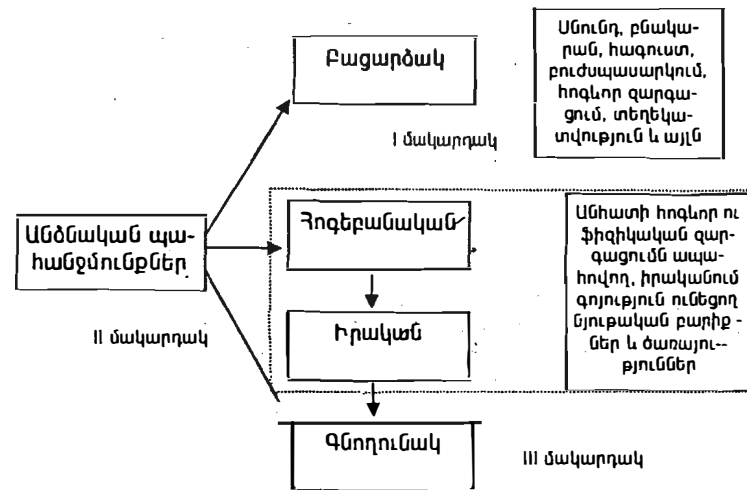 Բացարձակ
Սնունդ, բնակա-
րան, հագուստ,
բուժսպասարկում,
հոգևոր զարգա-
ցում, տեղեկա-
տվություն և այլն
I մակարդակ
Անձնական պա-
հանջմունքներ
Հոգեբանական
Անհատի հոգևոր ու
ֆիզիկական զար-
գացումն ապա-
հովող, իրականում
գոյություն ունեցող
նյութական բարիք -
ներ և ծառայու--
թյուններ
Իրական
II մակարդակ
Գնողունակ
III մակարդակ